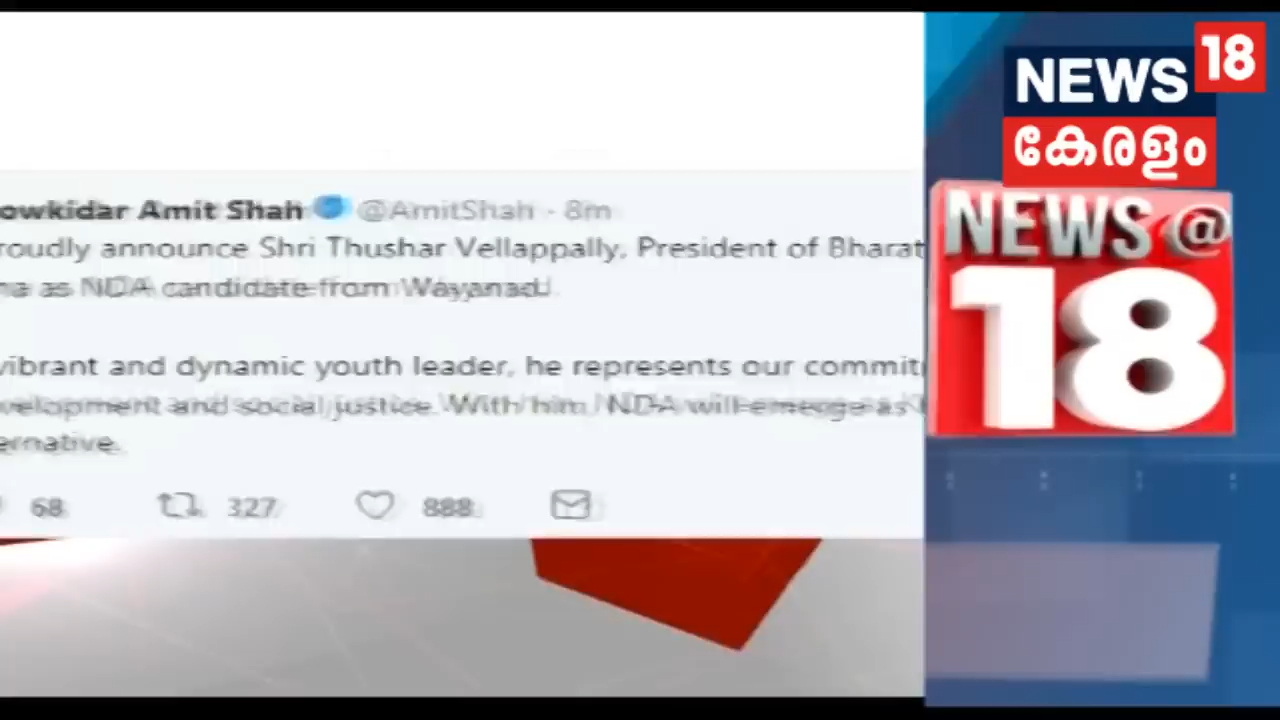 owkidar Amit Shah @AmitShah · 8m
roudly announce Shri Thushar Vellappally, President of Bharat
na as NDA candidate from Wayanad.
vibrant and dynamic youth leader, he represents our commit
velopment and social justice. With him, NDA will emerge as
ernative.
68 327 888
NEWS 18
കേരളം
NEWS @
18